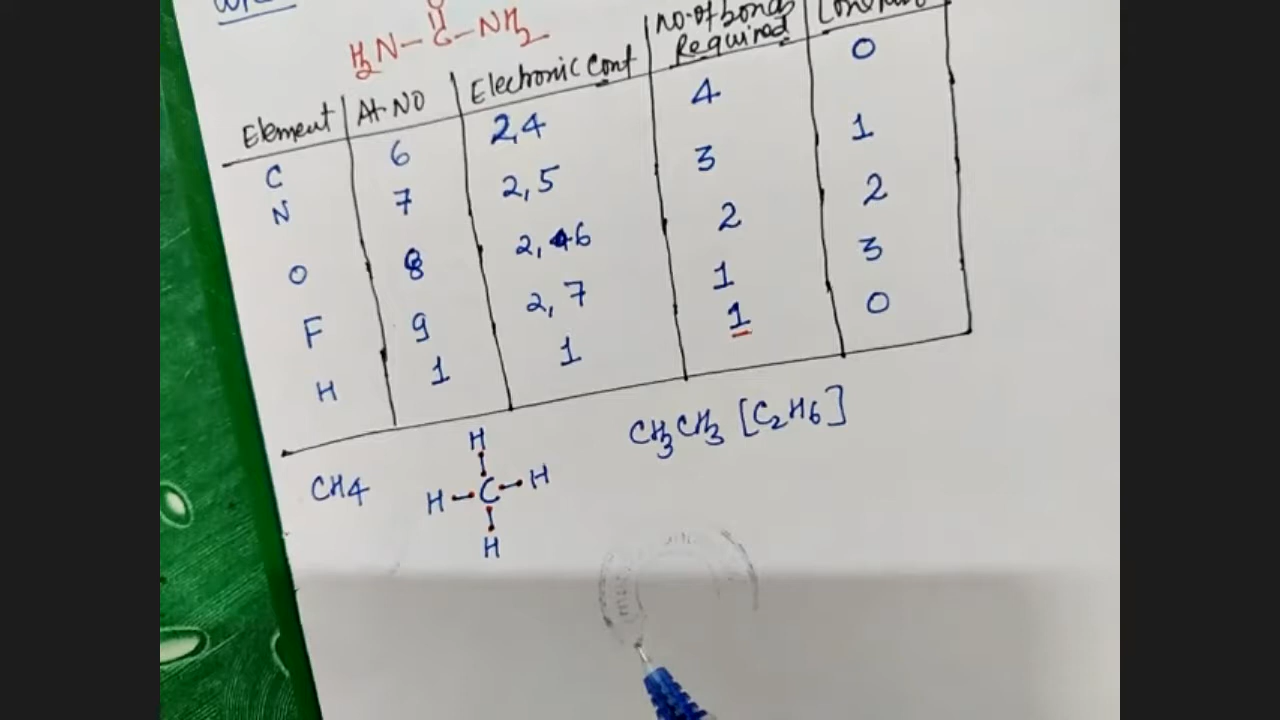 O
H2N-C-NH2
Element At.NO Electronic Conf No.of bonds Required
C 6 2,4 4 0
N 7 2,5 3 1
O 8 2,6 2 2
F 9 2,7 1 3
H 1 1 1 0
CH3CH3 [C2H6]
H
CH4 H-C-H
H